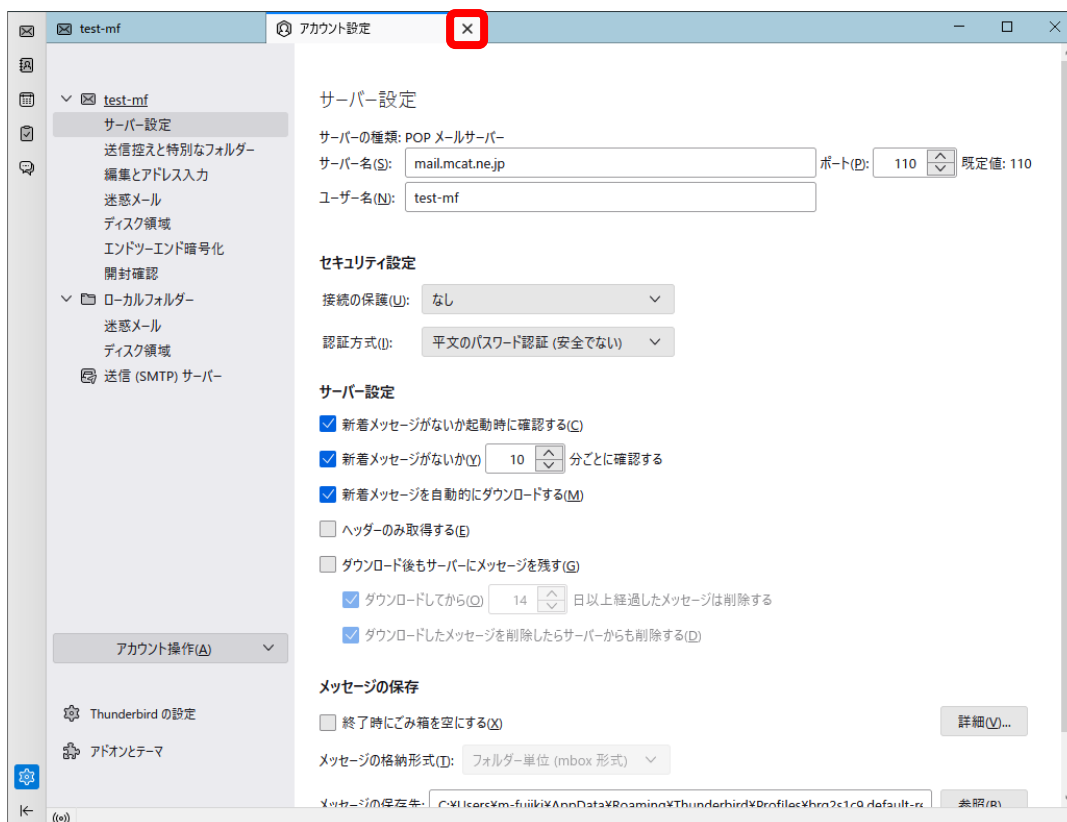 test-mf
アカウント設定
test-mf
サーバー設定
送信控えと特別なフォルダー
編集とアドレス入力
迷惑メール
ディスク領域
エンドツーエンド暗号化
開封確認
ローカルフォルダー
迷惑メール
ディスク領域
送信 (SMTP) サーバー
アカウント操作(A)
Thunderbird の設定
アドオンとテーマ
サーバー設定
サーバーの種類: POP メールサーバー
サーバー名(S): mail.mcat.ne.jp ポート(P): 110 既定値: 110
ユーザー名(N): test-mf
セキュリティ設定
接続の保護(U): なし
認証方式(I): 平文のパスワード認証 (安全でない)
サーバー設定
新着メッセージがないか起動時に確認する(C)
新着メッセージがないか(Y) 10 分ごとに確認する
新着メッセージを自動的にダウンロードする(M)
ヘッダーのみ取得する(E)
ダウンロード後もサーバーにメッセージを残す(G)
ダウンロードしてから(O) 14 日以上経過したメッセージは削除する
ダウンロードしたメッセージを削除したらサーバーからも削除する(D)
メッセージの保存
終了時にごみ箱を空にする(X) 詳細(V)...
メッセージの格納形式(T): フォルダー単位 (mbox 形式)
メッセージの保存先: C:¥Users¥m-fujiki¥AppData¥Roaming¥Thunderbird¥Profiles¥brq2s1c9.default-re 参照(B)